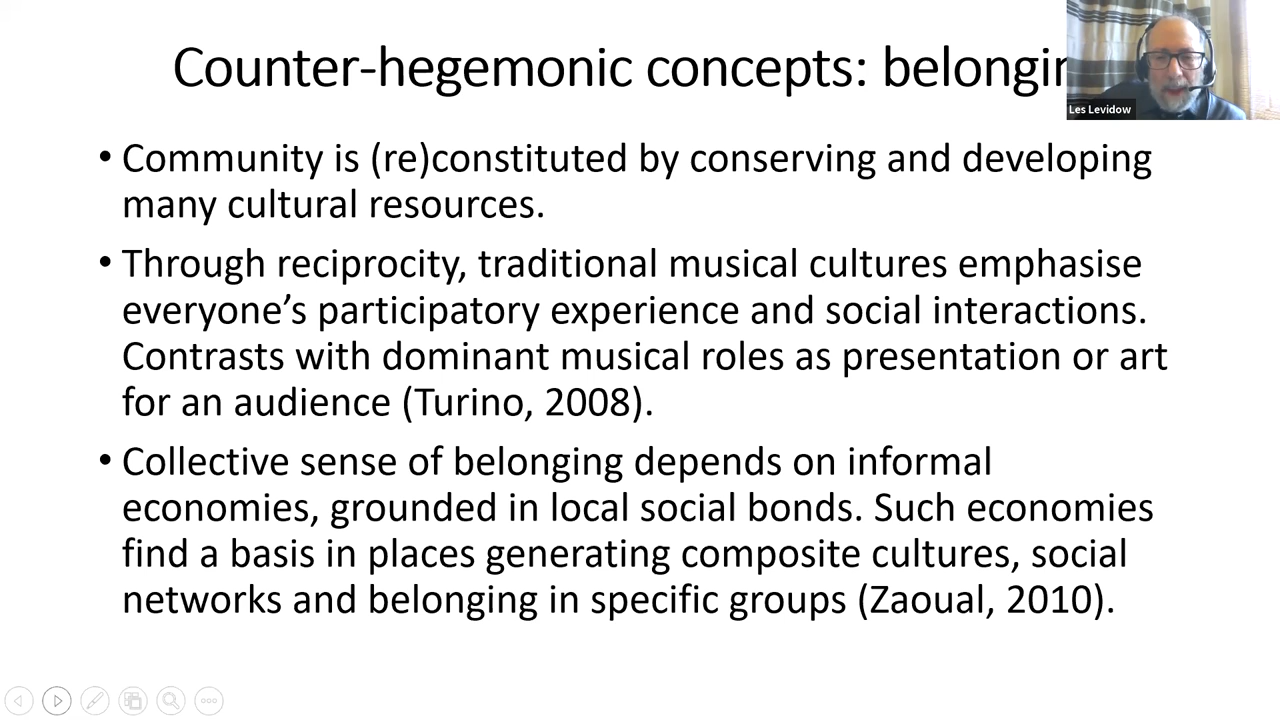 Counter-hegemonic concepts: belongin
Les Levidow
• Community is (re)constituted by conserving and developing
many cultural resources.
• Through reciprocity, traditional musical cultures emphasise
everyone’s participatory experience and social interactions.
Contrasts with dominant musical roles as presentation or art
for an audience (Turino, 2008).
• Collective sense of belonging depends on informal
economies, grounded in local social bonds. Such economies
find a basis in places generating composite cultures, social
networks and belonging in specific groups (Zaoual, 2010).